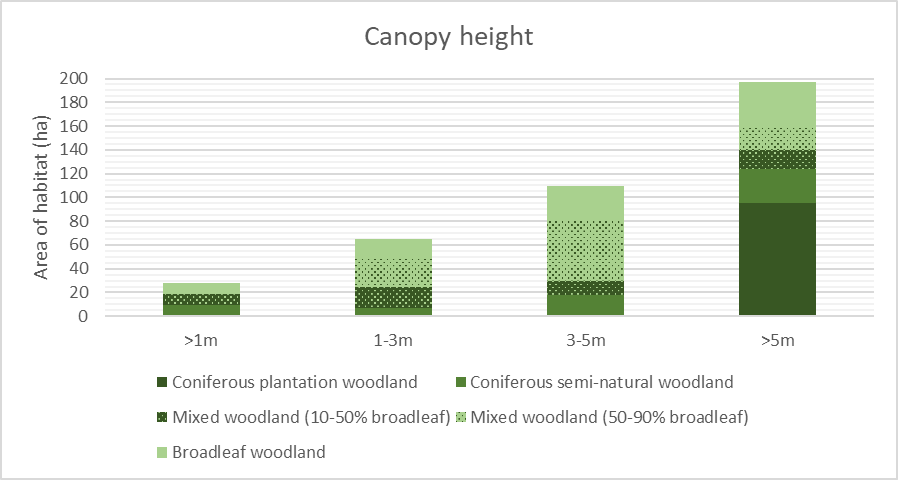 Canopy height
Area of habitat (ha)
200
180
160
140
120
100
80
60
40
20
0
>1m 1-3m 3-5m >5m
Coniferous plantation woodland Coniferous semi-natural woodland
Mixed woodland (10-50% broadleaf) Mixed woodland (50-90% broadleaf)
Broadleaf woodland